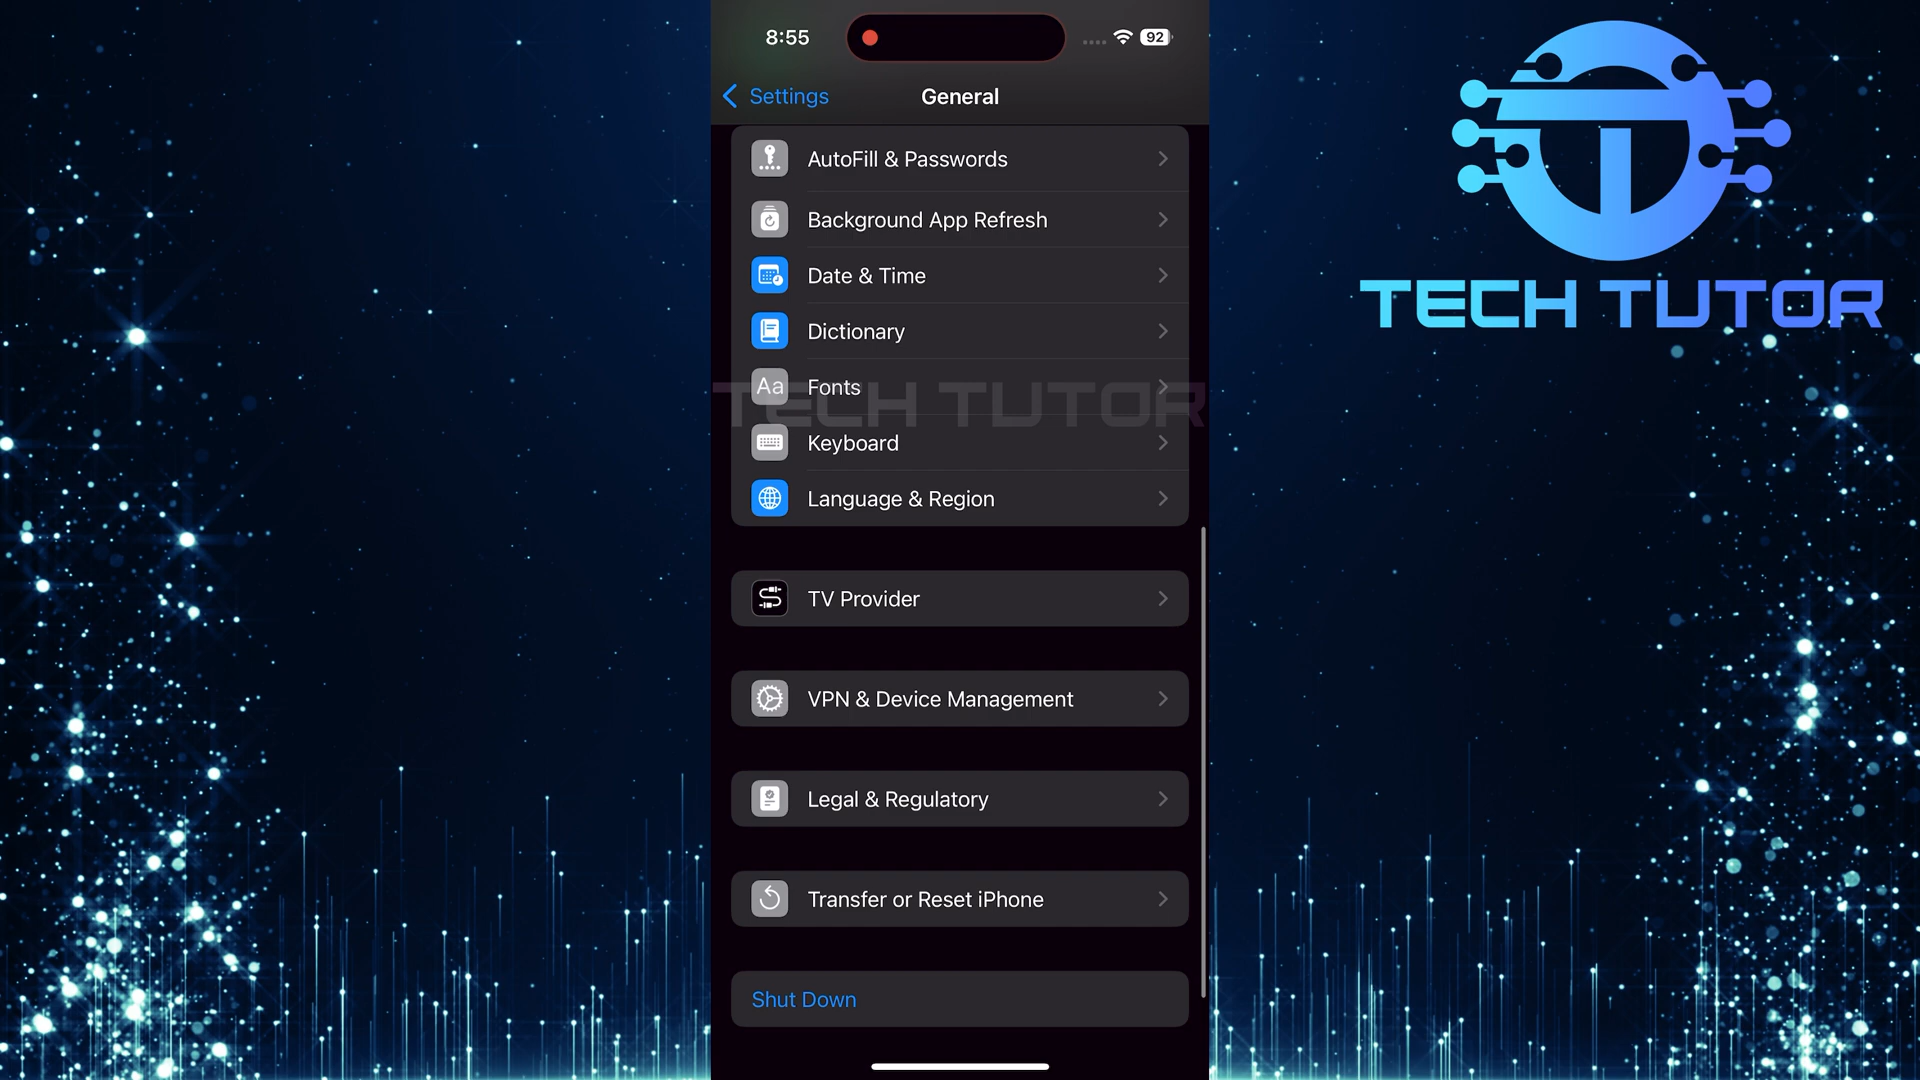 8:55
92
Settings
General
AutoFill & Passwords
Background App Refresh
Date & Time
Dictionary
Aa
Fonts
TECH TUTOR
Keyboard
Language & Region
TV Provider
VPN & Device Management
Legal & Regulatory
Transfer or Reset iPhone
Shut Down
TECH TUTOR